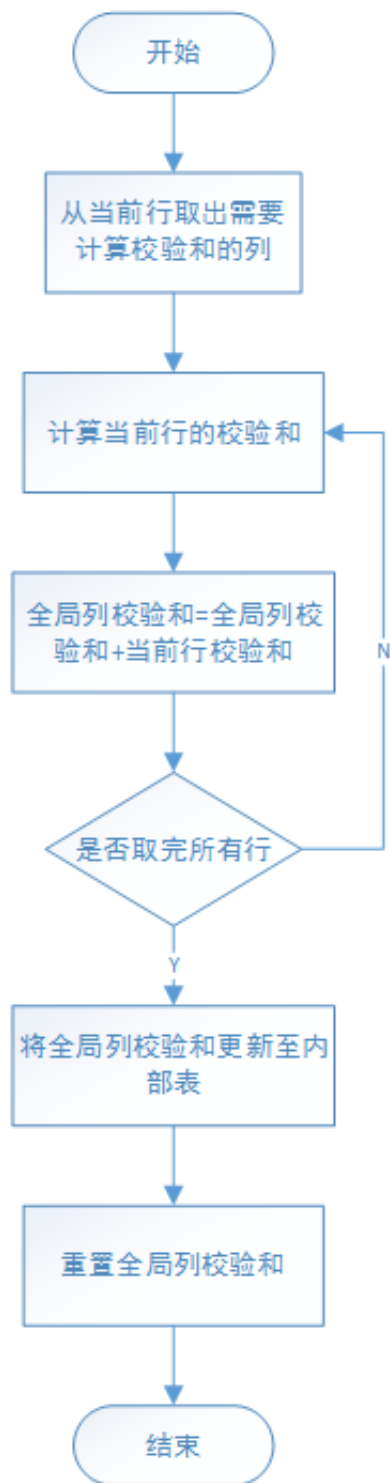 开始
从当前行取出需要
计算校验和的列
计算当前行的校验和
全局列校验和=全局列校
验和+当前行校验和
N
是否取完所有行
Y
将全局列校验和更新至内
部表
重置全局列校验和
结束